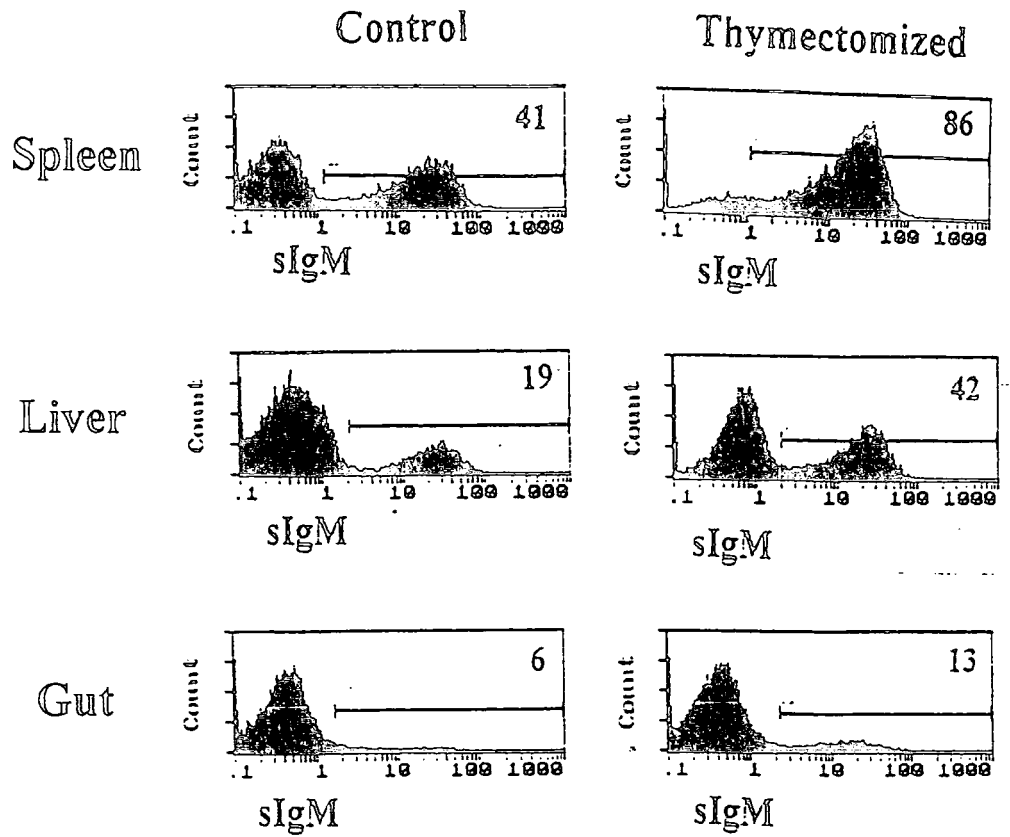 Control Thymectomized
Spleen
Count 41
.1 1 10 100 1000
sIgM
Count 86
.1 1 10 100 1000
sIgM
Liver
Count 19
.1 1 10 100 1000
sIgM
Count 42
.1 1 10 100 1000
sIgM
Gut
Count 6
.1 1 10 100 1000
sIgM
Count 13
.1 1 10 100 1000
sIgM